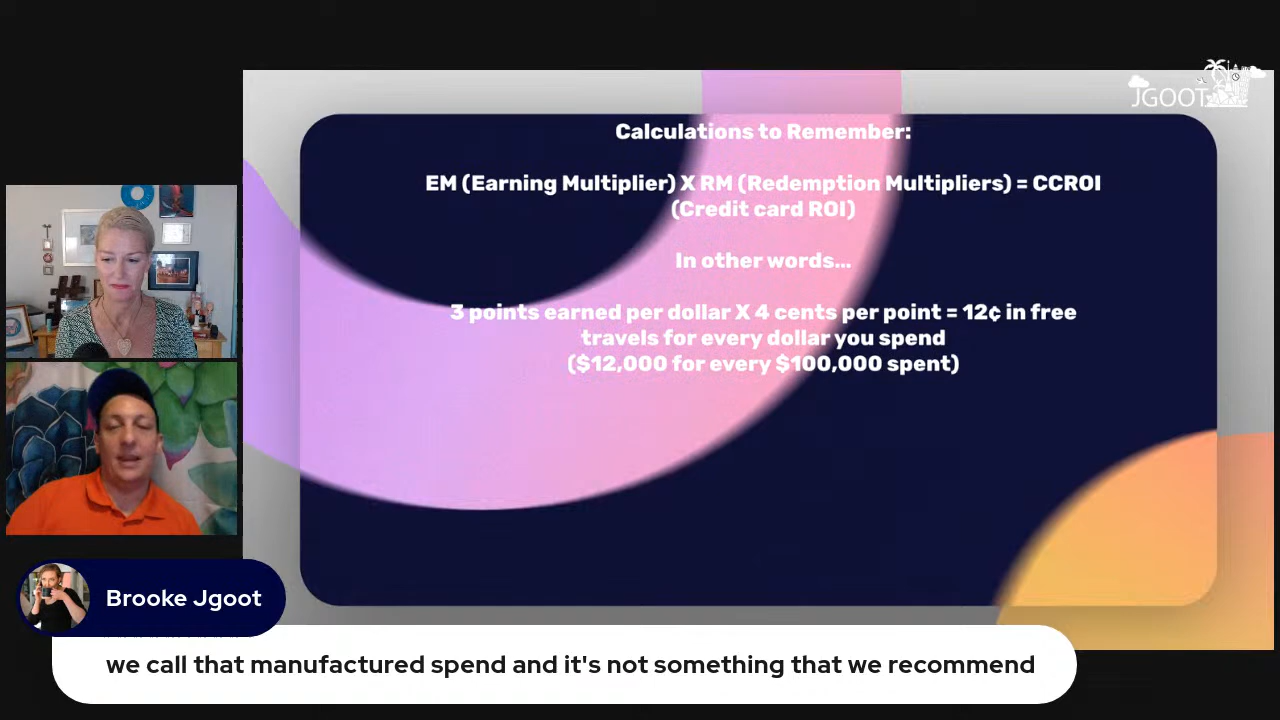 JGOOT
Calculations to Remember:
EM (Earning Multiplier) X RM (Redemption Multipliers) = CCROI
(Credit card ROI)
In other words...
3 points earned per dollar X 4 cents per point = 12¢ in free
travels for every dollar you spend
($12,000 for every $100,000 spent)
Brooke Jgoot
we call that manufactured spend and it's not something that we recommend